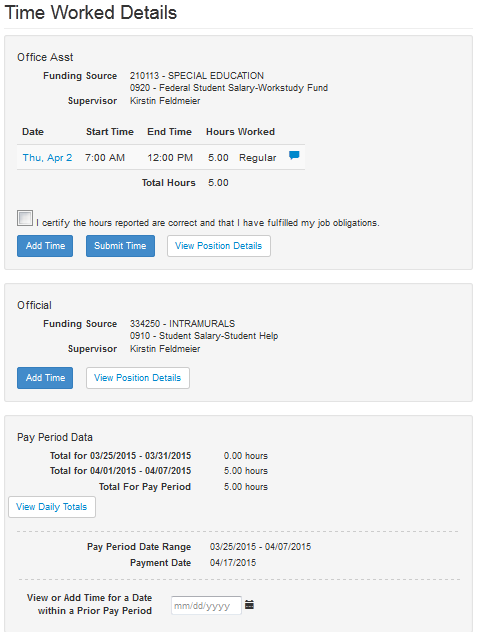 Time Worked Details
Office Asst
Funding Source 210113 - SPECIAL EDUCATION
0920 - Federal Student Salary-Workstudy Fund
Supervisor Kirstin Feldmeier
Date Start Time End Time Hours Worked
Thu, Apr 2 7:00 AM 12:00 PM 5.00 Regular
Total Hours 5.00
I certify the hours reported are correct and that I have fulfilled my job obligations.
Add Time Submit Time View Position Details
Official
Funding Source 334250 - INTRAMURALS
0910 - Student Salary-Student Help
Supervisor Kirstin Feldmeier
Add Time View Position Details
Pay Period Data
Total for 03/25/2015 - 03/31/2015 0.00 hours
Total for 04/01/2015 - 04/07/2015 5.00 hours
Total For Pay Period 5.00 hours
View Daily Totals
Pay Period Date Range 03/25/2015 - 04/07/2015
Payment Date 04/17/2015
View or Add Time for a Date
within a Prior Pay Period mm/dd/yyyy